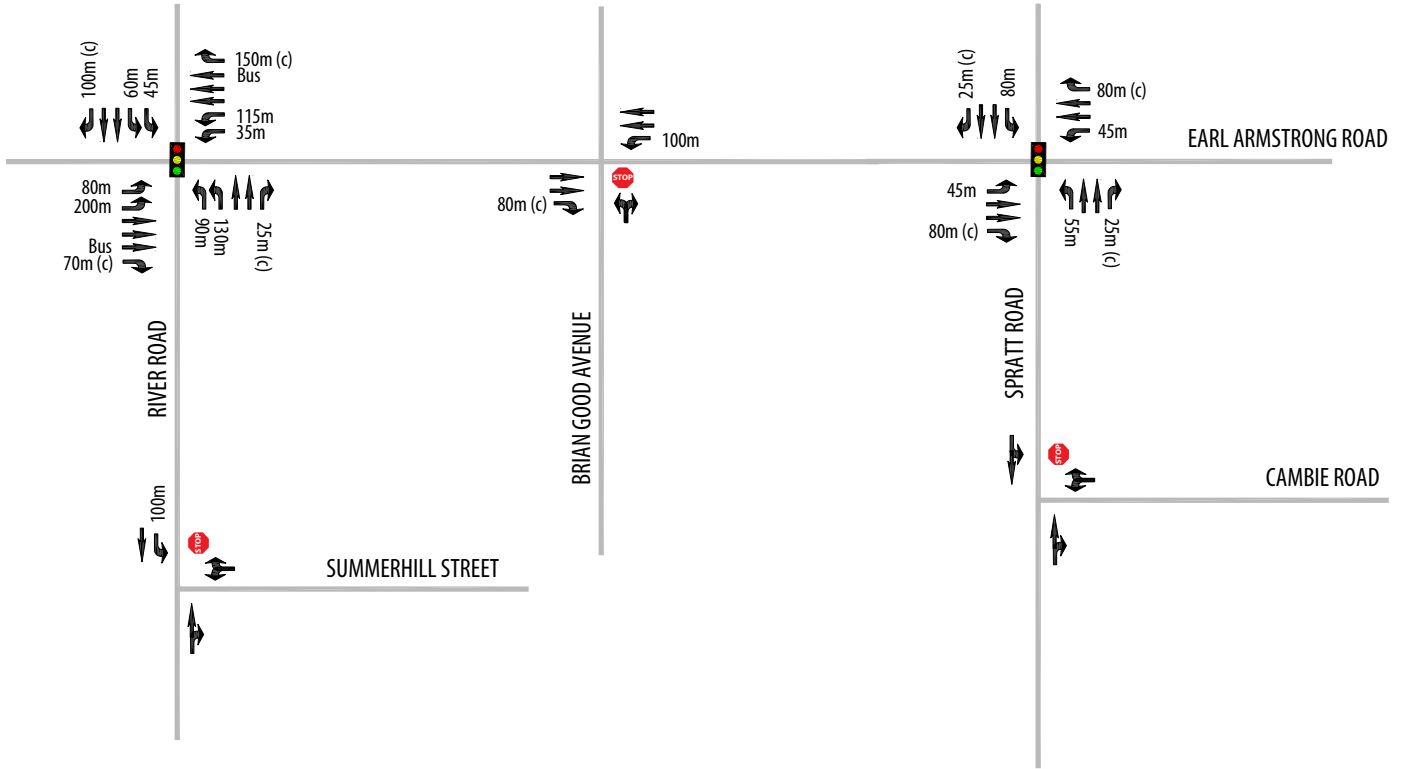 100m (c)
60m
45m
150m (c)
Bus
115m
35m
80m
200m
Bus
70m (c)
90m
130m
25m (c)
100m
80m (c)
STOP
25m (c)
80m
80m (c)
45m
EARL ARMSTRONG ROAD
45m
80m (c)
55m
25m (c)
RIVER ROAD
BRIAN GOOD AVENUE
SPRATT ROAD
STOP
CAMBIE ROAD
100m
STOP
SUMMERHILL STREET